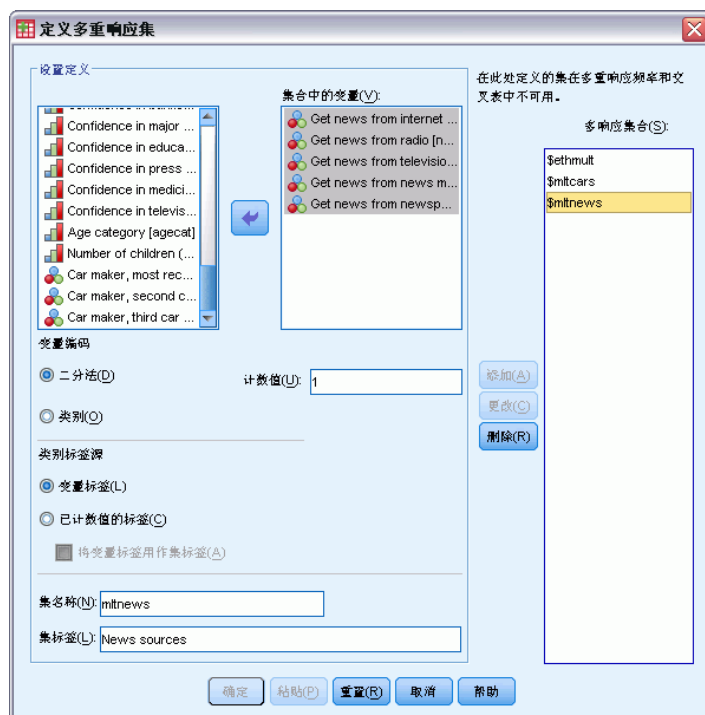 定义多重响应集
设置定义
Confidence in major ...
Confidence in educa...
Confidence in press ...
Confidence in medici...
Confidence in televis...
Age category [agecat]
Number of children (...
Car maker, most rec...
Car maker, second c...
Car maker, third car ...
集合中的变量(V):
Get news from internet ...
Get news from radio [n...
Get news from televisio...
Get news from news m...
Get news from newsp...
变量编码
二分法(D)
计数值(U): 1
类别(O)
类别标签源
变量标签(L)
已计数值的标签(C)
将变量标签用作集标签(A)
集名称(N): mltnews
集标签(L): News sources
在此处定义的集在多重响应频率和交
叉表中不可用。
多响应集合(S):
$ethmult
$mltcars
$mltnews
添加(A)
更改(C)
删除(R)
确定 粘贴(P) 重置(R) 取消 帮助